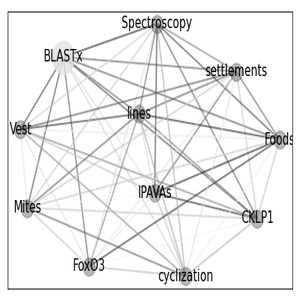 Spectroscopy
BLASTx
settlements
lines
Vest
Foods
IPAVAs
Mites
CKLP1
FoxO3
cyclization